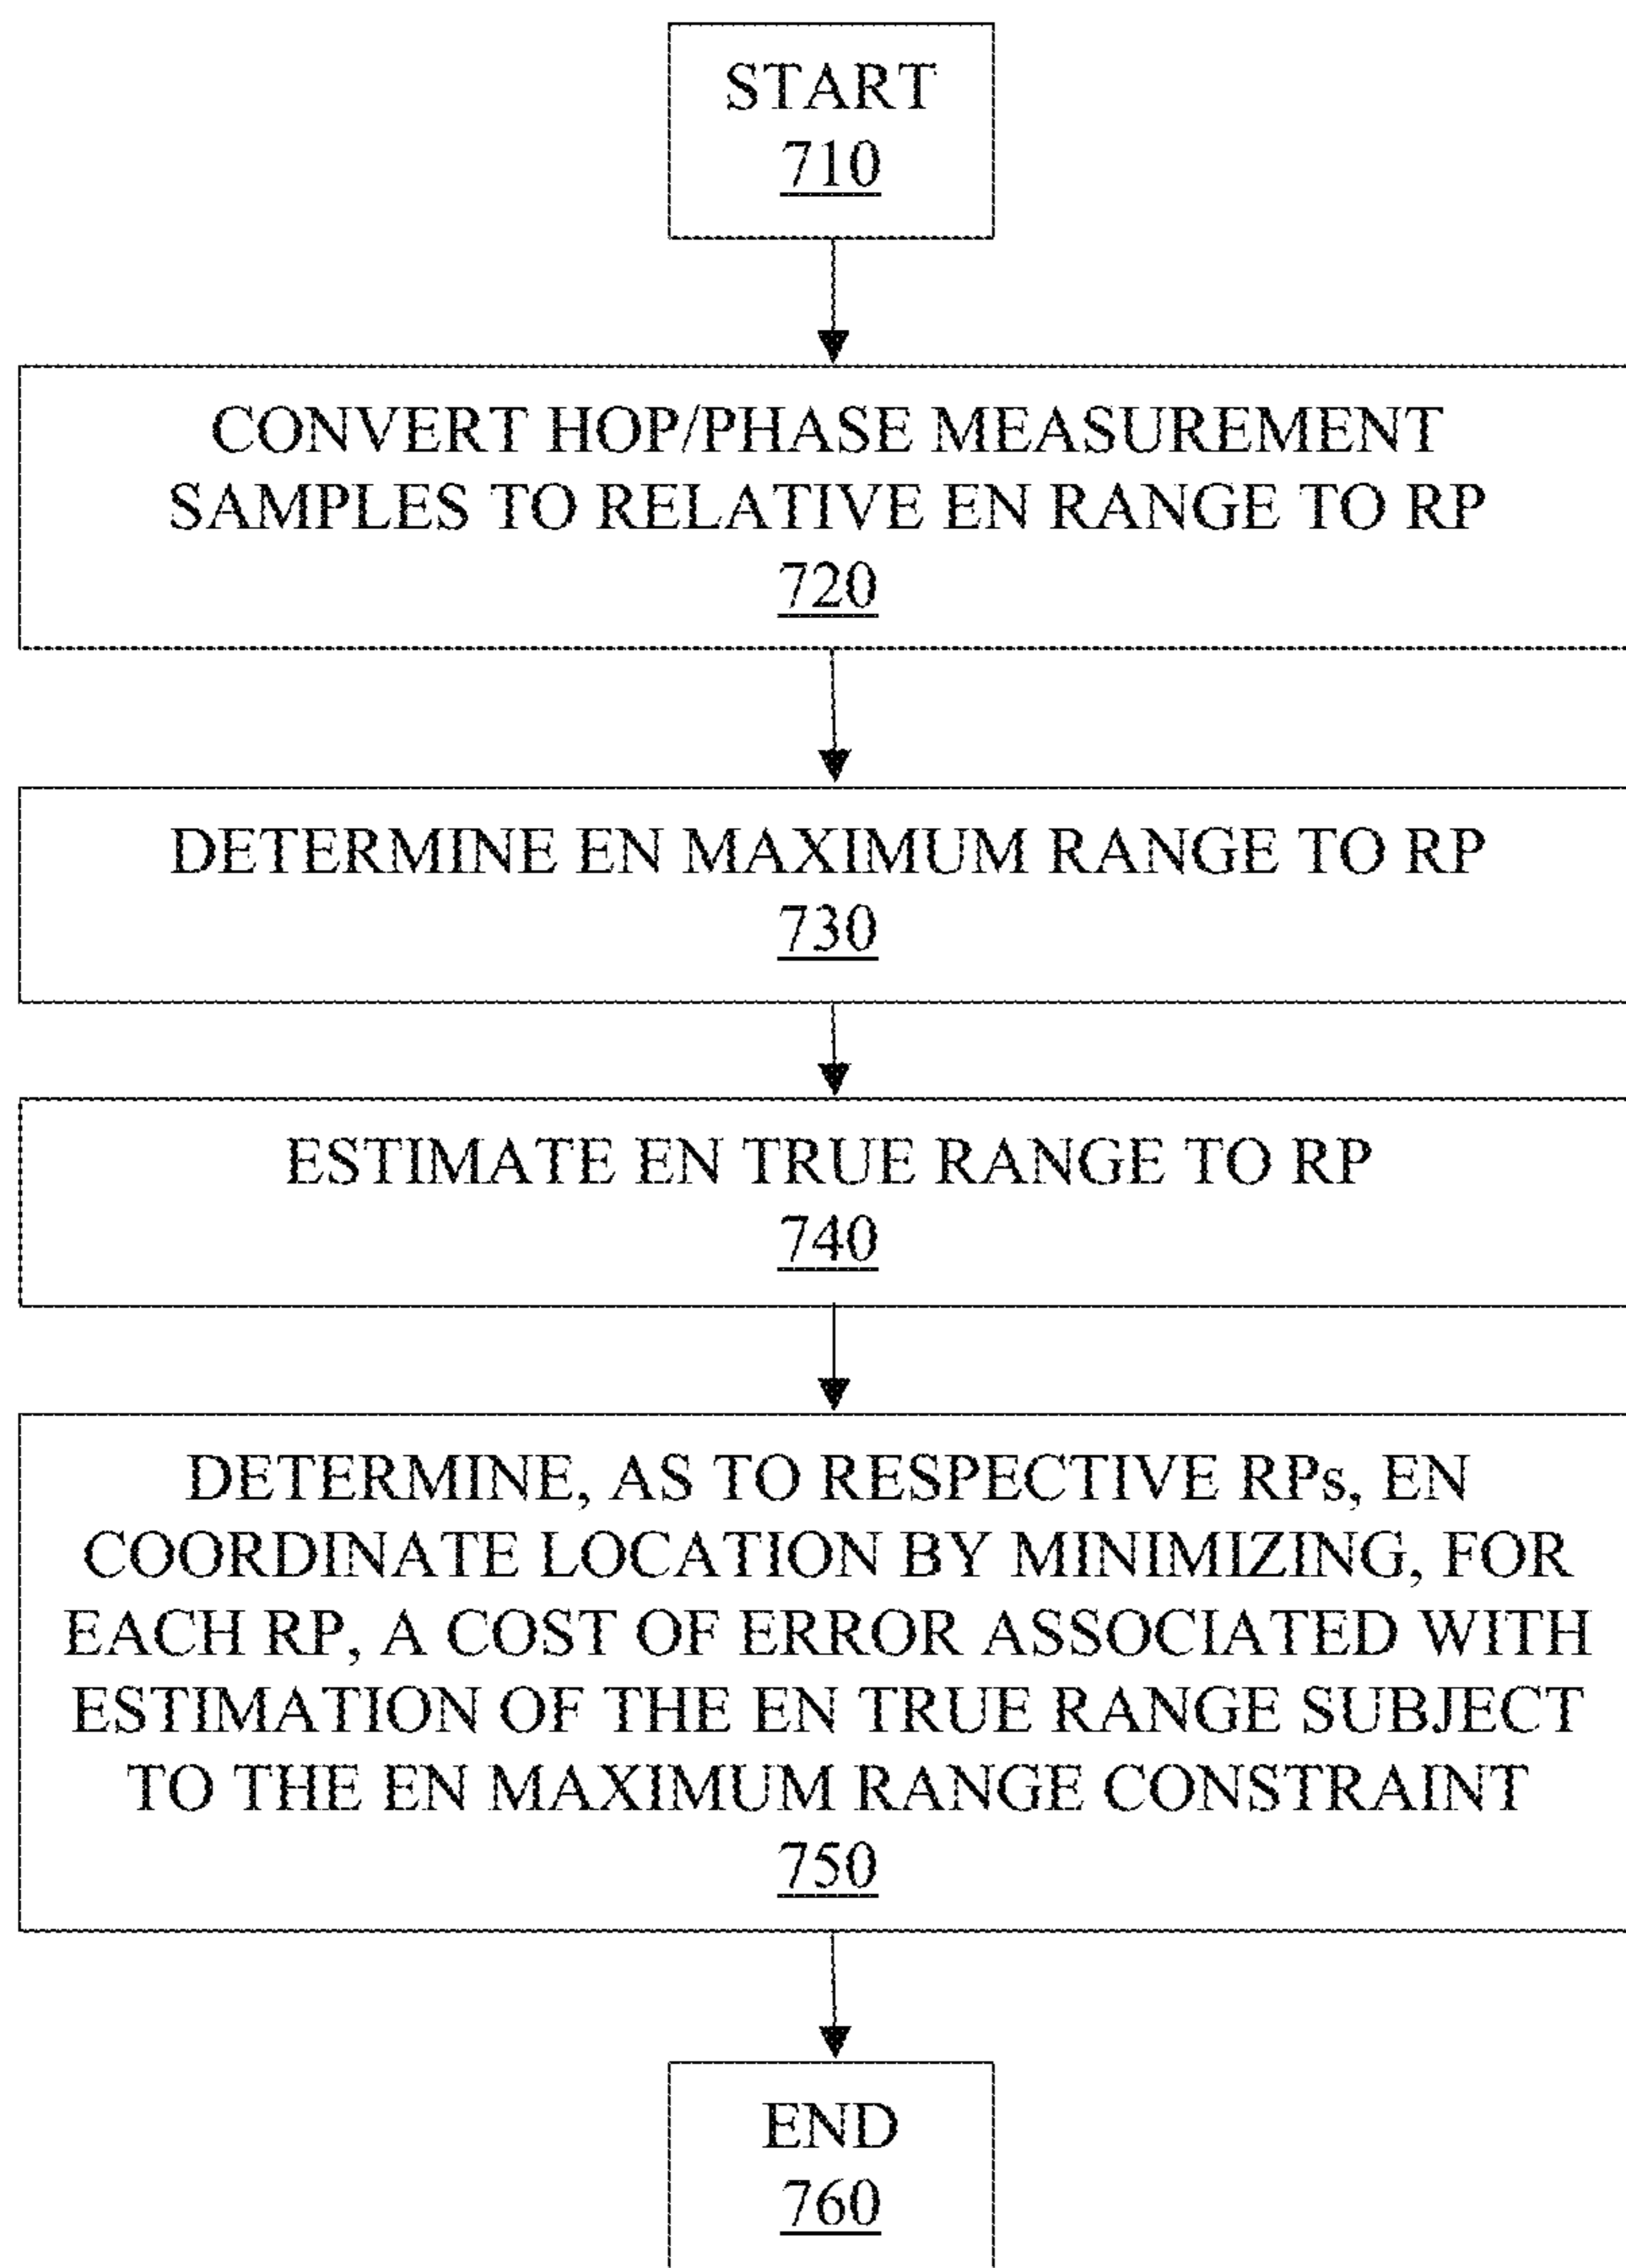 START
710
CONVERT HOP/PHASE MEASUREMENT
SAMPLES TO RELATIVE EN RANGE TO RP
720
DETERMINE EN MAXIMUM RANGE TO RP
730
ESTIMATE EN TRUE RANGE TO RP
740
DETERMINE, AS TO RESPECTIVE RPs, EN
COORDINATE LOCATION BY MINIMIZING, FOR
EACH RP, A COST OF ERROR ASSOCIATED WITH
ESTIMATION OF THE EN TRUE RANGE SUBJECT
TO THE EN MAXIMUM RANGE CONSTRAINT
750
END
760